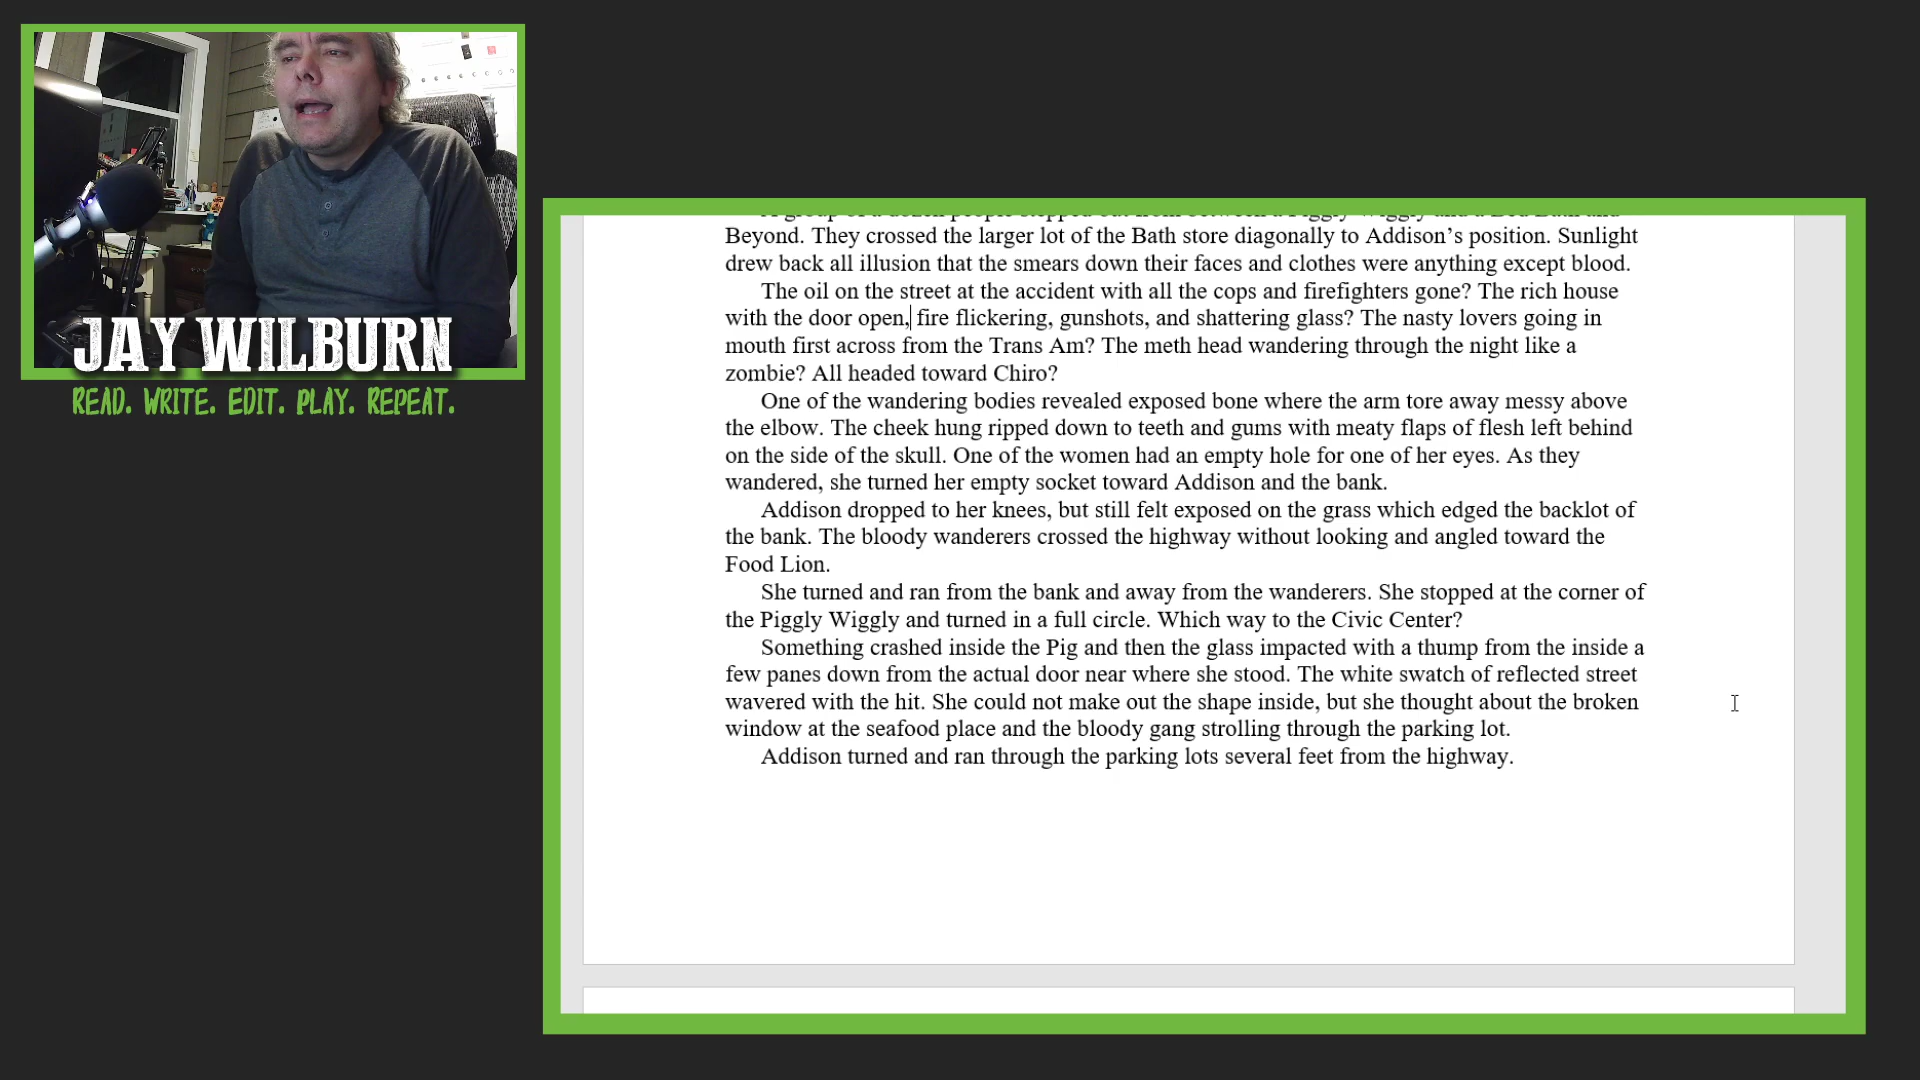 JAY WILBURN
READ. WRITE. EDIT. PLAY. REPEAT.
Beyond. They crossed the larger lot of the Bath store diagonally to Addison’s position. Sunlight
drew back all illusion that the smears down their faces and clothes were anything except blood.
The oil on the street at the accident with all the cops and firefighters gone? The rich house
with the door open, fire flickering, gunshots, and shattering glass? The nasty lovers going in
mouth first across from the Trans Am? The meth head wandering through the night like a
zombie? All headed toward Chiro?
One of the wandering bodies revealed exposed bone where the arm tore away messy above
the elbow. The cheek hung ripped down to teeth and gums with meaty flaps of flesh left behind
on the side of the skull. One of the women had an empty hole for one of her eyes. As they
wandered, she turned her empty socket toward Addison and the bank.
Addison dropped to her knees, but still felt exposed on the grass which edged the backlot of
the bank. The bloody wanderers crossed the highway without looking and angled toward the
Food Lion.
She turned and ran from the bank and away from the wanderers. She stopped at the corner of
the Piggly Wiggly and turned in a full circle. Which way to the Civic Center?
Something crashed inside the Pig and then the glass impacted with a thump from the inside a
few panes down from the actual door near where she stood. The white swatch of reflected street
wavered with the hit. She could not make out the shape inside, but she thought about the broken
window at the seafood place and the bloody gang strolling through the parking lot.
Addison turned and ran through the parking lots several feet from the highway.